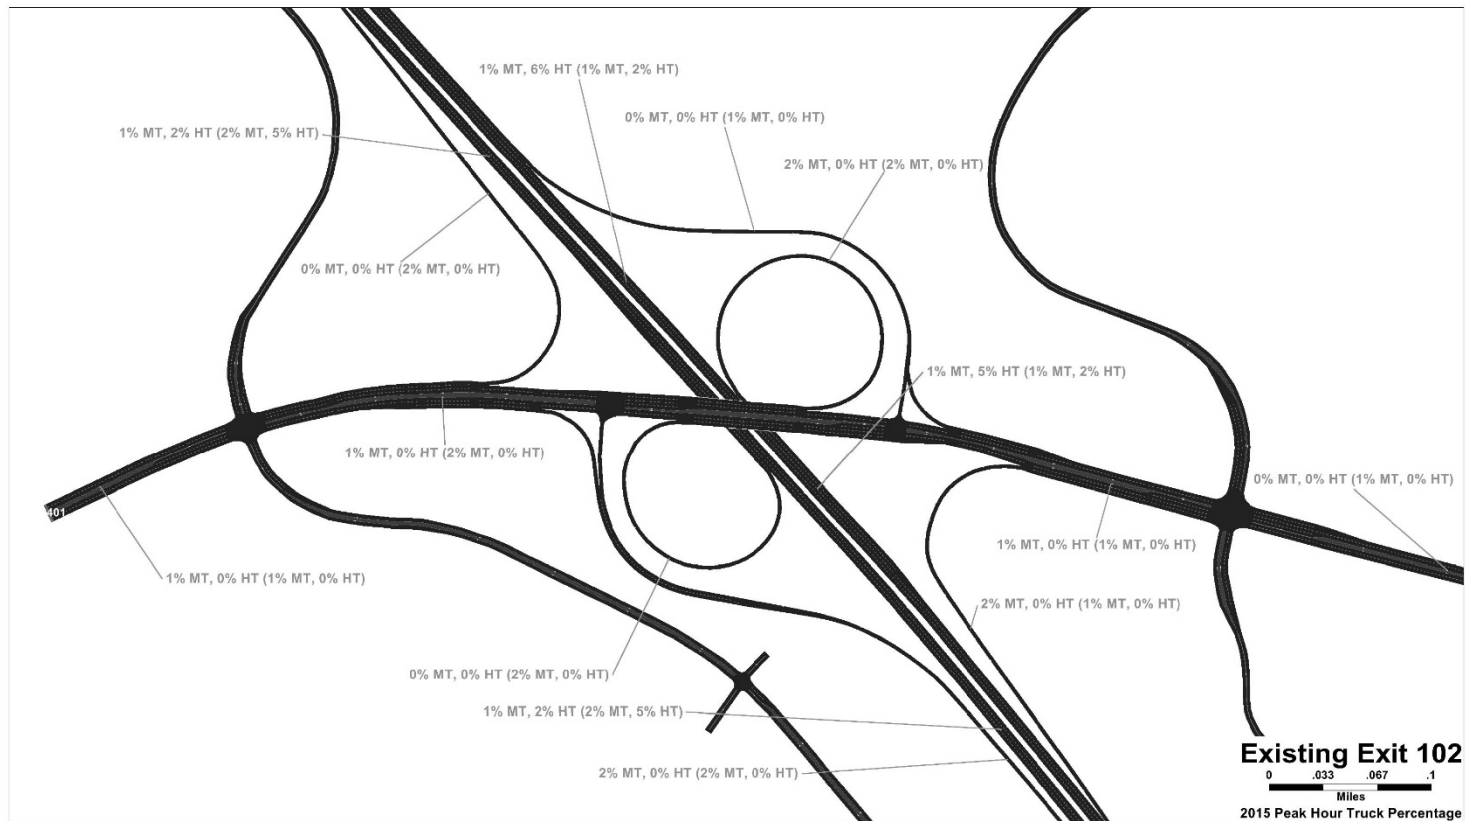 1% MT, 6% HT (1% MT, 2% HT)
0% MT, 0% HT (1% MT, 0% HT)
1% MT, 2% HT (2% MT, 5% HT)
2% MT, 0% HT (2% MT, 0% HT)
0% MT, 0% HT (2% MT, 0% HT)
1% MT, 5% HT (1% MT, 2% HT)
1% MT, 0% HT (2% MT, 0% HT)
0% MT, 0% HT (1% MT, 0% HT)
401
1% MT, 0% HT (1% MT, 0% HT)
1% MT, 0% HT (1% MT, 0% HT)
2% MT, 0% HT (1% MT, 0% HT)
0% MT, 0% HT (2% MT, 0% HT)
1% MT, 2% HT (2% MT, 5% HT)
2% MT, 0% HT (2% MT, 0% HT)
Existing Exit 102
0 .033 .067 .1
Miles
2015 Peak Hour Truck Percentage